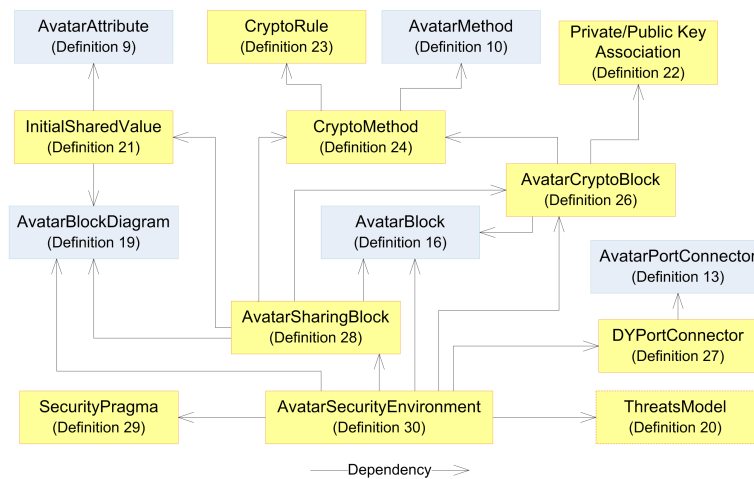 AvatarAttribute
(Definition 9)
CryptoRule
(Definition 23)
AvatarMethod
(Definition 10)
Private/Public Key
Association
(Definition 22)
InitialSharedValue
(Definition 21)
CryptoMethod
(Definition 24)
AvatarCryptoBlock
(Definition 26)
AvatarBlockDiagram
(Definition 19)
AvatarBlock
(Definition 16)
AvatarPortConnector
(Definition 13)
AvatarSharingBlock
(Definition 28)
DYPortConnector
(Definition 27)
SecurityPragma
(Definition 29)
AvatarSecurityEnvironment
(Definition 30)
ThreatsModel
(Definition 20)
Dependency